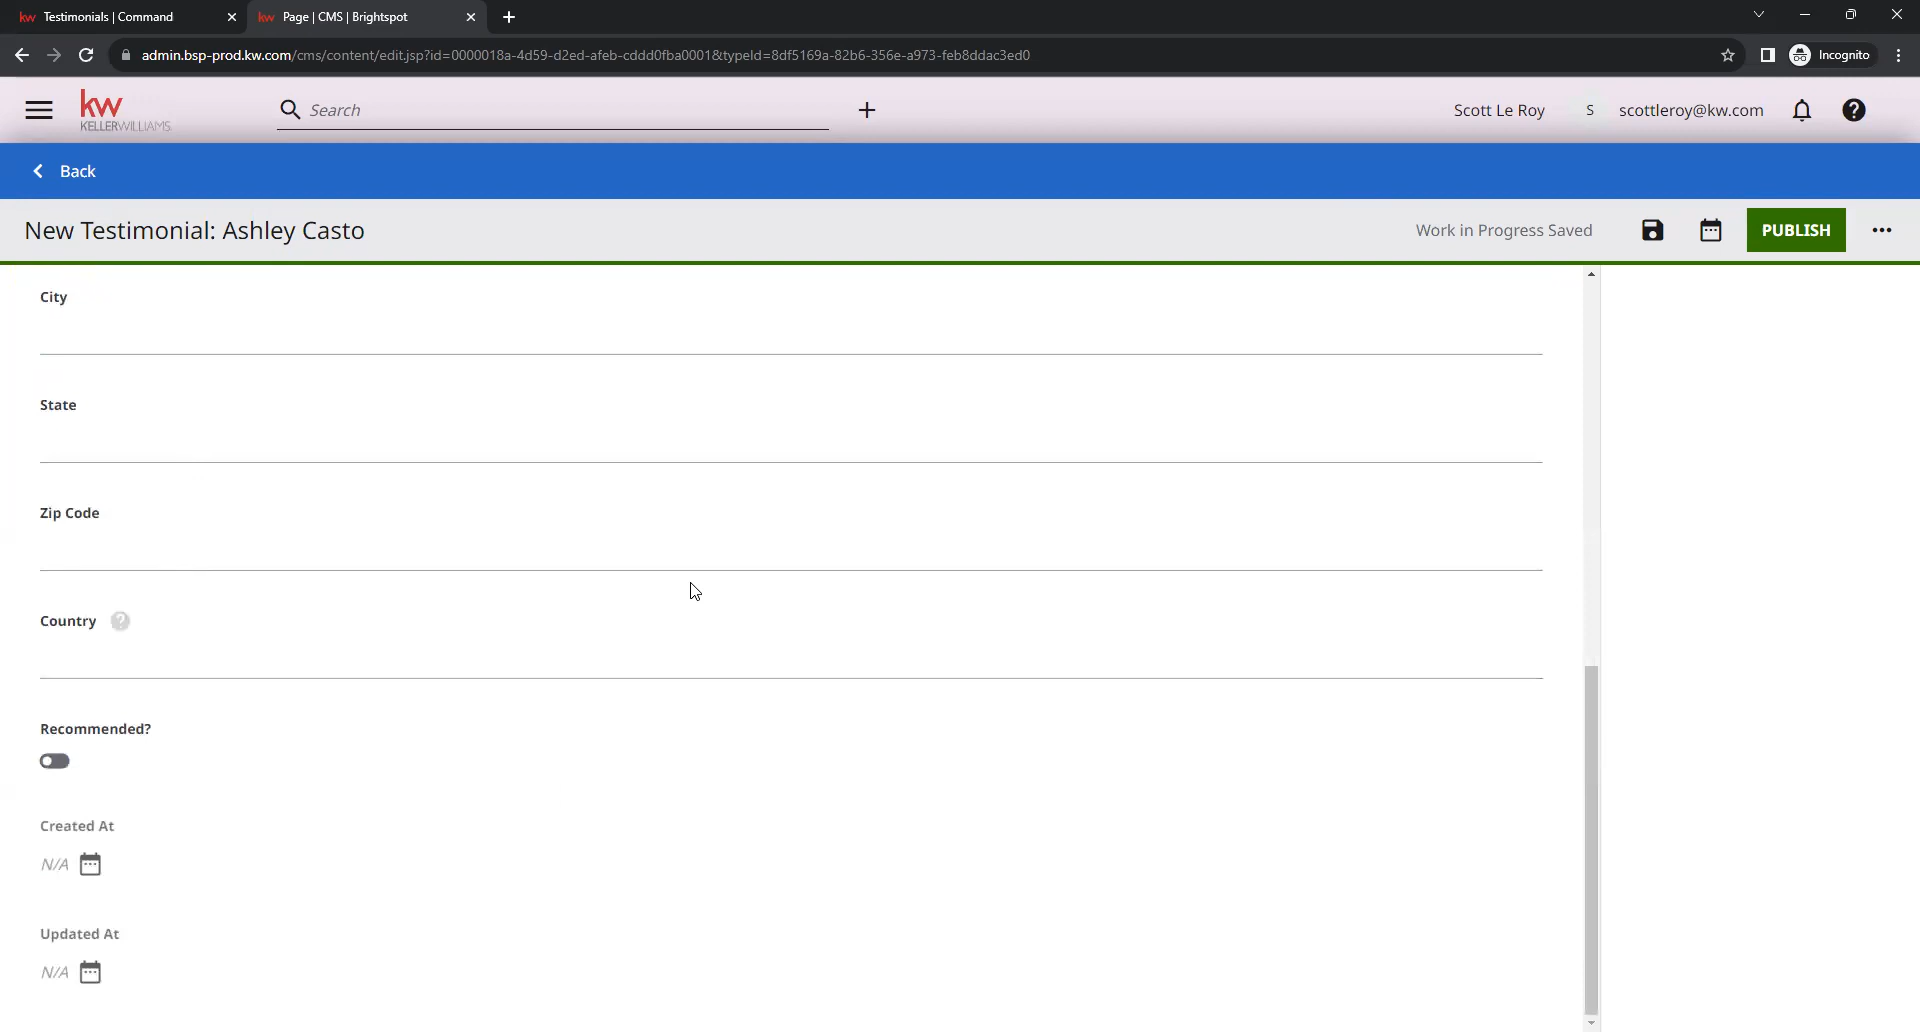 Testimonials | Command
Page | CMS | Brightspot
admin.bsp-prod.kw.com/cms/content/edit.jsp?id=0000018a-4d59-d2ed-afeb-cddd0fba0001&typeId=8df5169a-82b6-356e-a973-feb8ddac3ed0
Incognito
kw
KELLERWILLIAMS.
Search
Scott Le Roy
S
scottleroy@kw.com
Back
New Testimonial: Ashley Casto
Work in Progress Saved
PUBLISH
City
State
Zip Code
Country
Recommended?
Created At
N/A
Updated At
N/A